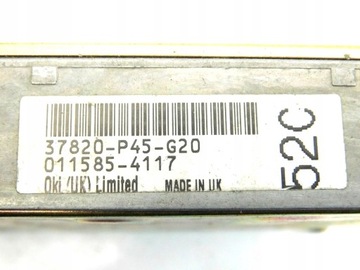 37820-P45-G20
011585-4117
Oki (UK) Limited MADE IN UK
52C